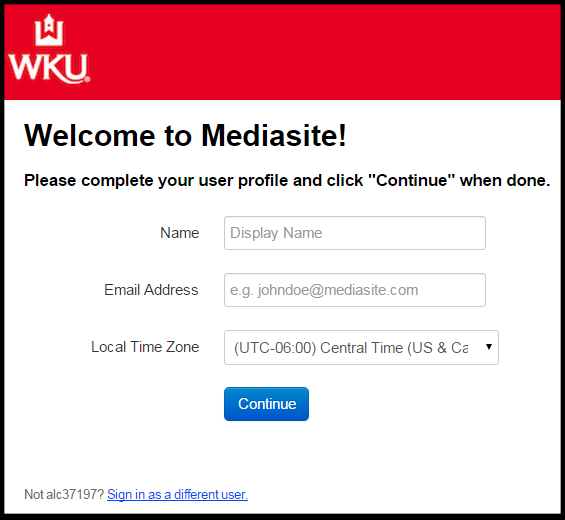 WKU®
Welcome to Mediasite!
Please complete your user profile and click "Continue" when done.
Name Display Name
Email Address e.g. johndoe@mediasite.com
Local Time Zone (UTC-06:00) Central Time (US & Ca
Continue
Not alc37197? Sign in as a different user.